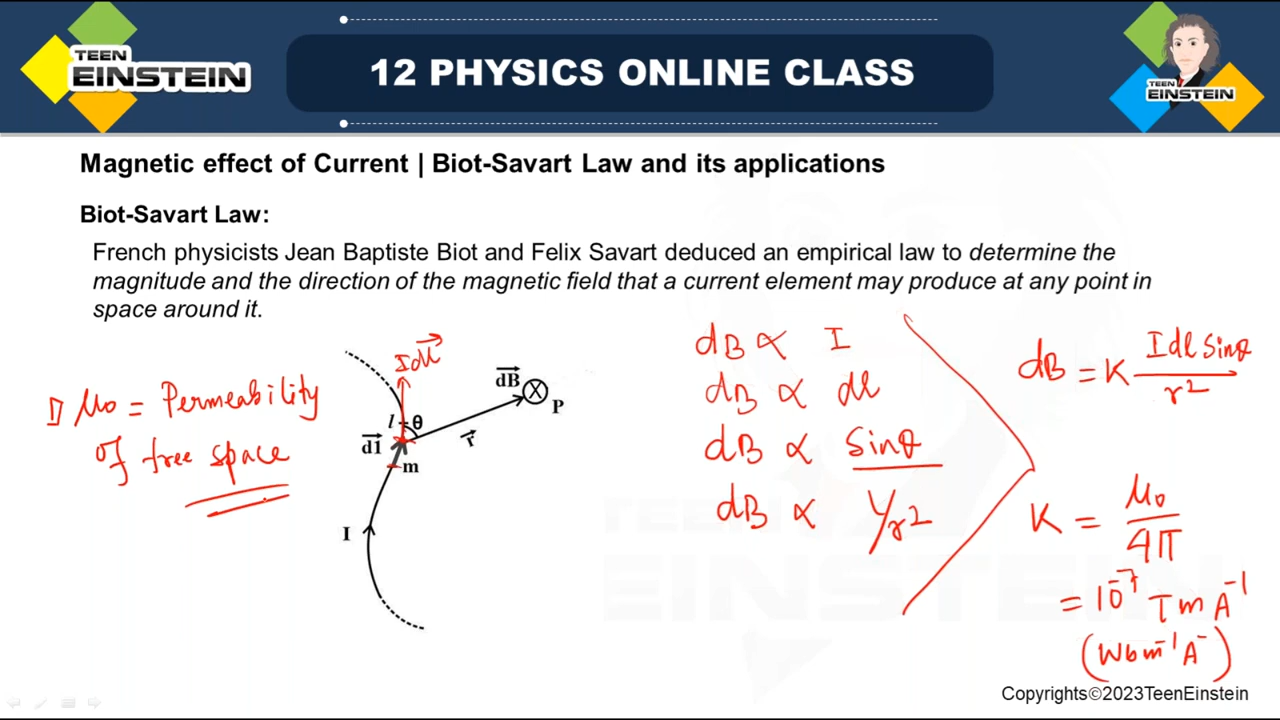 TEEN
EINSTEIN
12 PHYSICS ONLINE CLASS
TEEN
EINSTEIN
Magnetic effect of Current | Biot-Savart Law and its applications
Biot-Savart Law:
French physicists Jean Baptiste Biot and Felix Savart deduced an empirical law to determine the
magnitude and the direction of the magnetic field that a current element may produce at any point in
space around it.
μ₀ = Permeability
of free space
I dl⃗
dB⃗
P
l θ
r⃗
dl⃗
m
I
dB ∝ I
dB ∝ dl
dB ∝ sinθ
dB ∝ 1/r²
dB = K I dl sinθ / r²
K = μ₀ / 4π
= 10⁻⁷ T m A⁻¹
(Wb m⁻¹ A⁻)
EINSTEIN
Copyrights©2023TeenEinstein